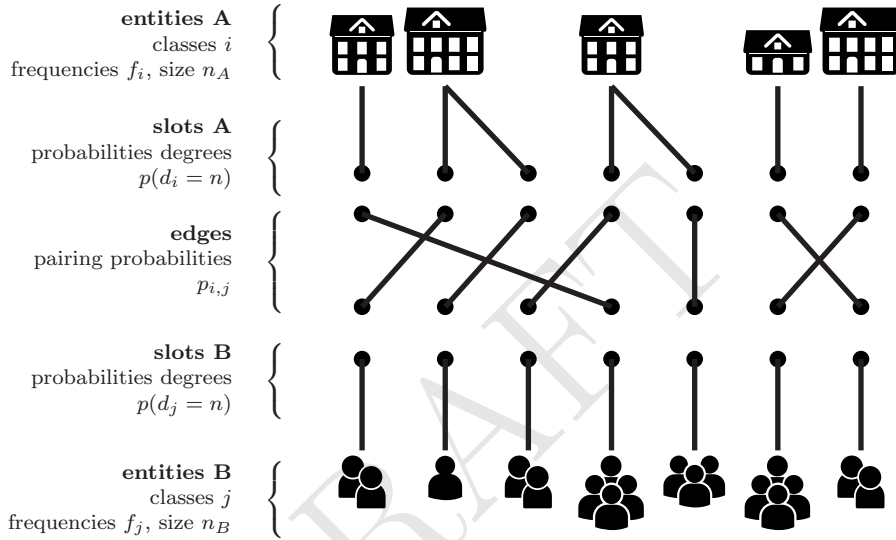 entities A
classes i
frequencies f_i, size n_A
slots A
probabilities degrees
p(d_i = n)
edges
pairing probabilities
p_{i,j}
slots B
probabilities degrees
p(d_j = n)
entities B
classes j
frequencies f_j, size n_B
RAFT